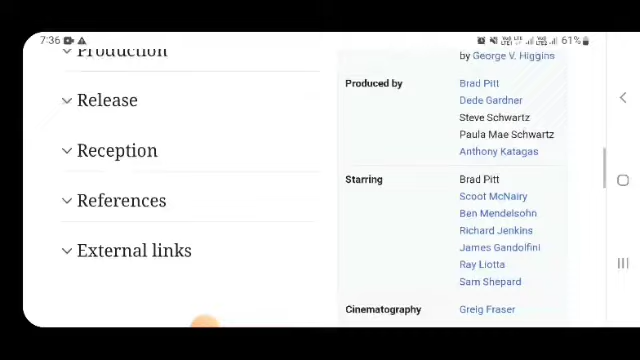 7:36
61%
Production
Release
Reception
References
External links
by George V. Higgins
Produced by
Brad Pitt
Dede Gardner
Steve Schwartz
Paula Mae Schwartz
Anthony Katagas
Starring
Brad Pitt
Scoot McNairy
Ben Mendelsohn
Richard Jenkins
James Gandolfini
Ray Liotta
Sam Shepard
Cinematography
Greig Fraser